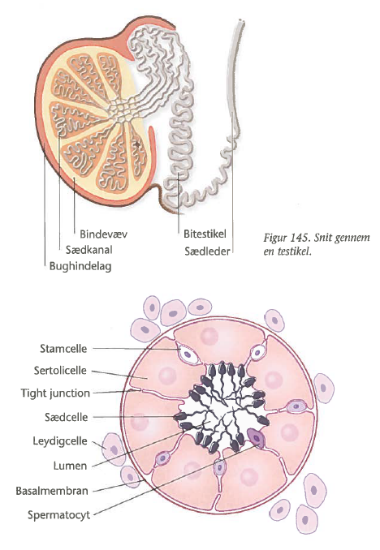 Bindevæv
Sædkanal
Bughindelag
Bitestikel
Sædleder
Figur 145. Snit gennem
en testikel.
Stamcelle
Sertolicelle
Tight junction
Sædcelle
Leydigcelle
Lumen
Basalmembran
Spermatocyt